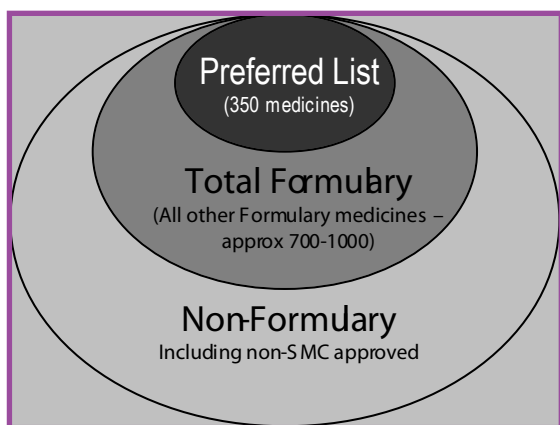 Preferred List
(350 medicines)
Total Formulary
(All other Formulary medicines –
approx 700-1000)
Non-Formulary
Including non-SMC approved